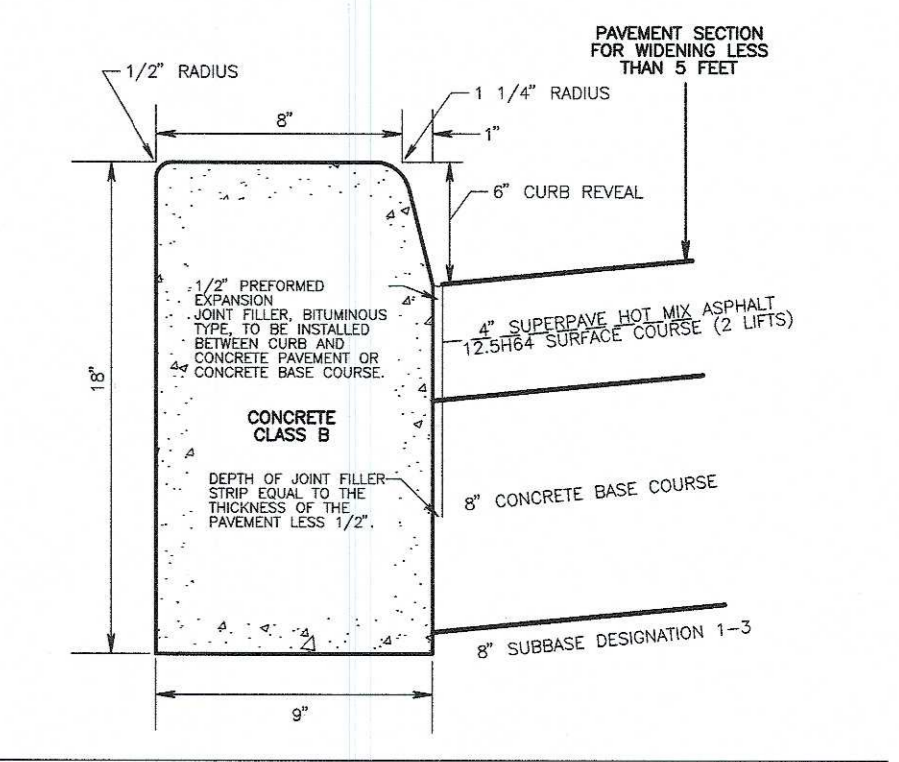 PAVEMENT SECTION
FOR WIDENING LESS
THAN 5 FEET
1/2" RADIUS
1 1/4" RADIUS
8"
1"
6" CURB REVEAL
1/2" PREFORMED
EXPANSION
JOINT FILLER, BITUMINOUS
TYPE, TO BE INSTALLED
BETWEEN CURB AND
CONCRETE PAVEMENT OR
CONCRETE BASE COURSE.
4" SUPERPAVE HOT MIX ASPHALT
12.5H64 SURFACE COURSE (2 LIFTS)
18"
CONCRETE
CLASS B
DEPTH OF JOINT FILLER
STRIP EQUAL TO THE
THICKNESS OF THE
PAVEMENT LESS 1/2".
8" CONCRETE BASE COURSE
8" SUBBASE DESIGNATION 1-3
9"